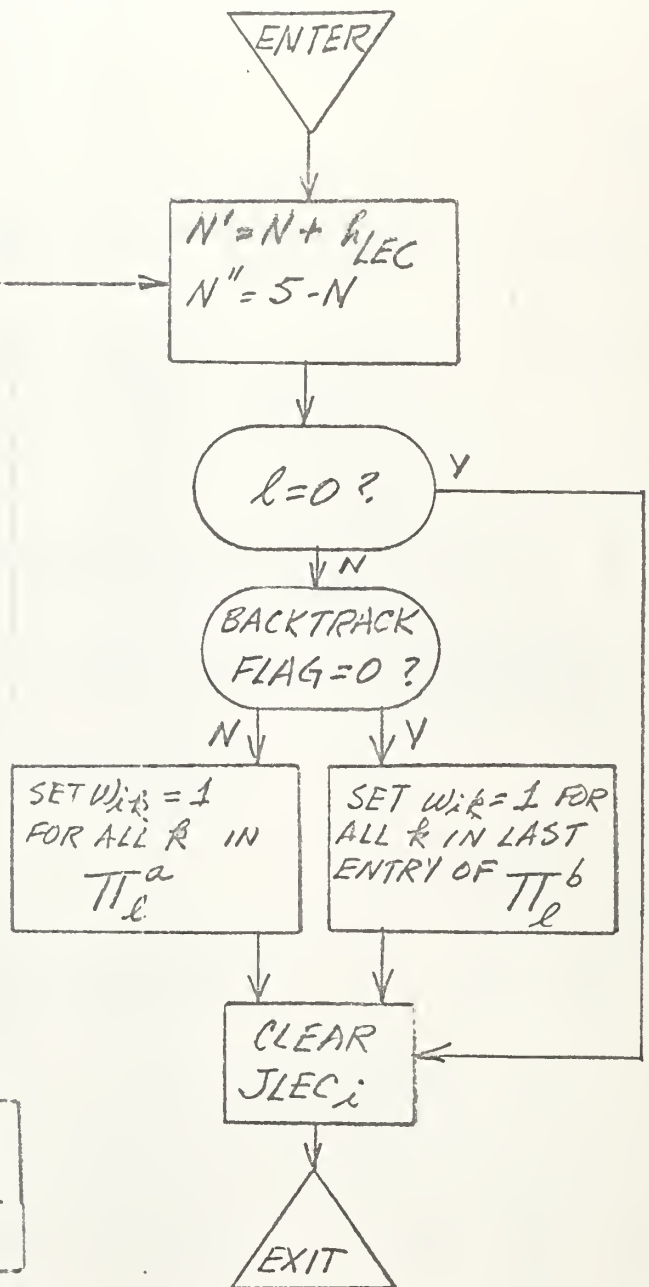 ENTER
N' = N + h_LEC
N'' = 5 - N
l = 0 ?
Y
N
BACKTRACK
FLAG = 0 ?
N
Y
SET w_ik = 1
FOR ALL k IN
Π_l^a
SET w_ik = 1 FOR
ALL k IN LAST
ENTRY OF Π_l^b
CLEAR
JLEC_i
EXIT